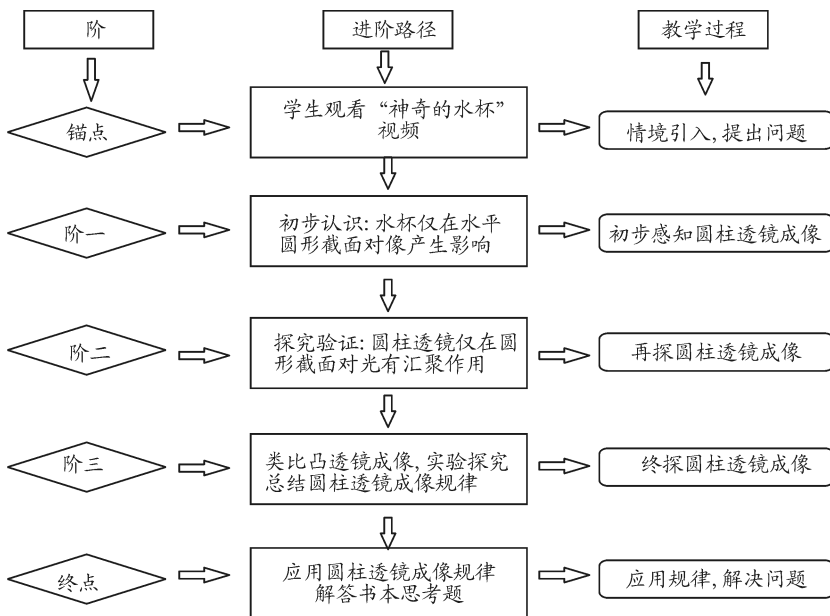 阶
进阶路径
教学过程
锚点
学生观看“神奇的水杯”
视频
情境引入,提出问题
阶一
初步认识:水杯仅在水平
圆形截面对像产生影响
初步感知圆柱透镜成像
阶二
探究验证:圆柱透镜仅在圆
形截面对光有汇聚作用
再探圆柱透镜成像
阶三
类比凸透镜成像,实验探究
总结圆柱透镜成像规律
终探圆柱透镜成像
终点
应用圆柱透镜成像规律
解答书本思考题
应用规律,解决问题